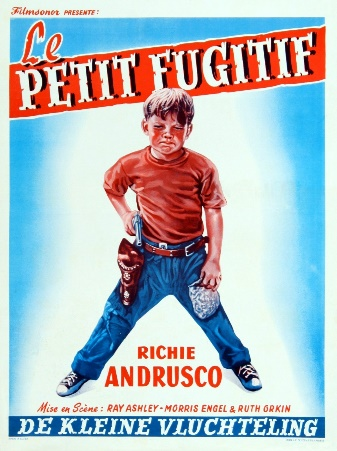 Filmsonor PRESENTE:
Le
PETIT FUGITIF
RICHIE
ANDRUSCO
Mise en Scène: RAY ASHLEY - MORRIS ENGEL & RUTH ORKIN
DE KLEINE VLUCHTELING